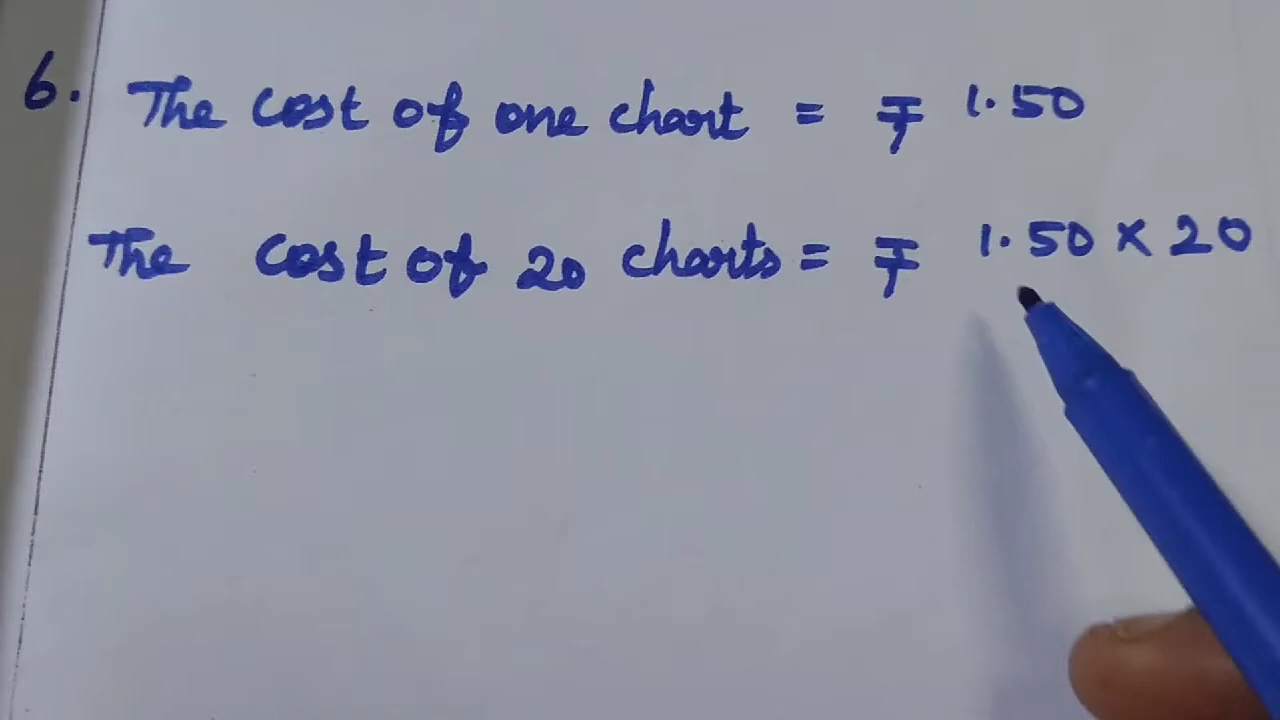 6. The cost of one chart = ₹ 1.50
The cost of 20 charts = ₹ 1.50 × 20